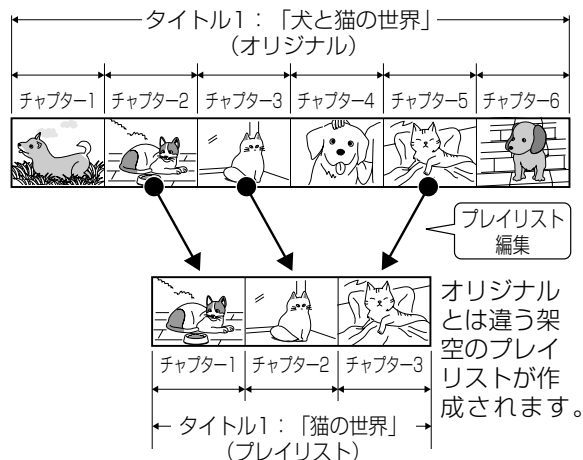 タイトル1：「犬と猫の世界」
（オリジナル）
チャプター1 チャプター2 チャプター3 チャプター4 チャプター5 チャプター6
プレイリスト
編集
オリジナル
とは違う架
空のプレイ
リストが作
成されます。
チャプター1 チャプター2 チャプター3
タイトル1：「猫の世界」
（プレイリスト）